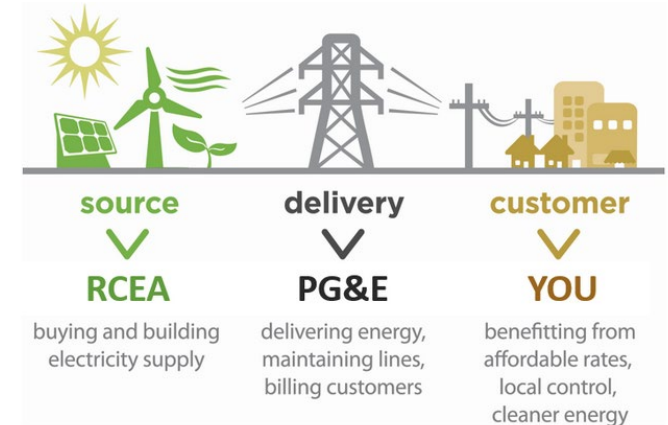 source
RCEA
buying and building
electricity supply
delivery
PG&E
delivering energy,
maintaining lines,
billing customers
customer
YOU
benefitting from
affordable rates,
local control,
cleaner energy